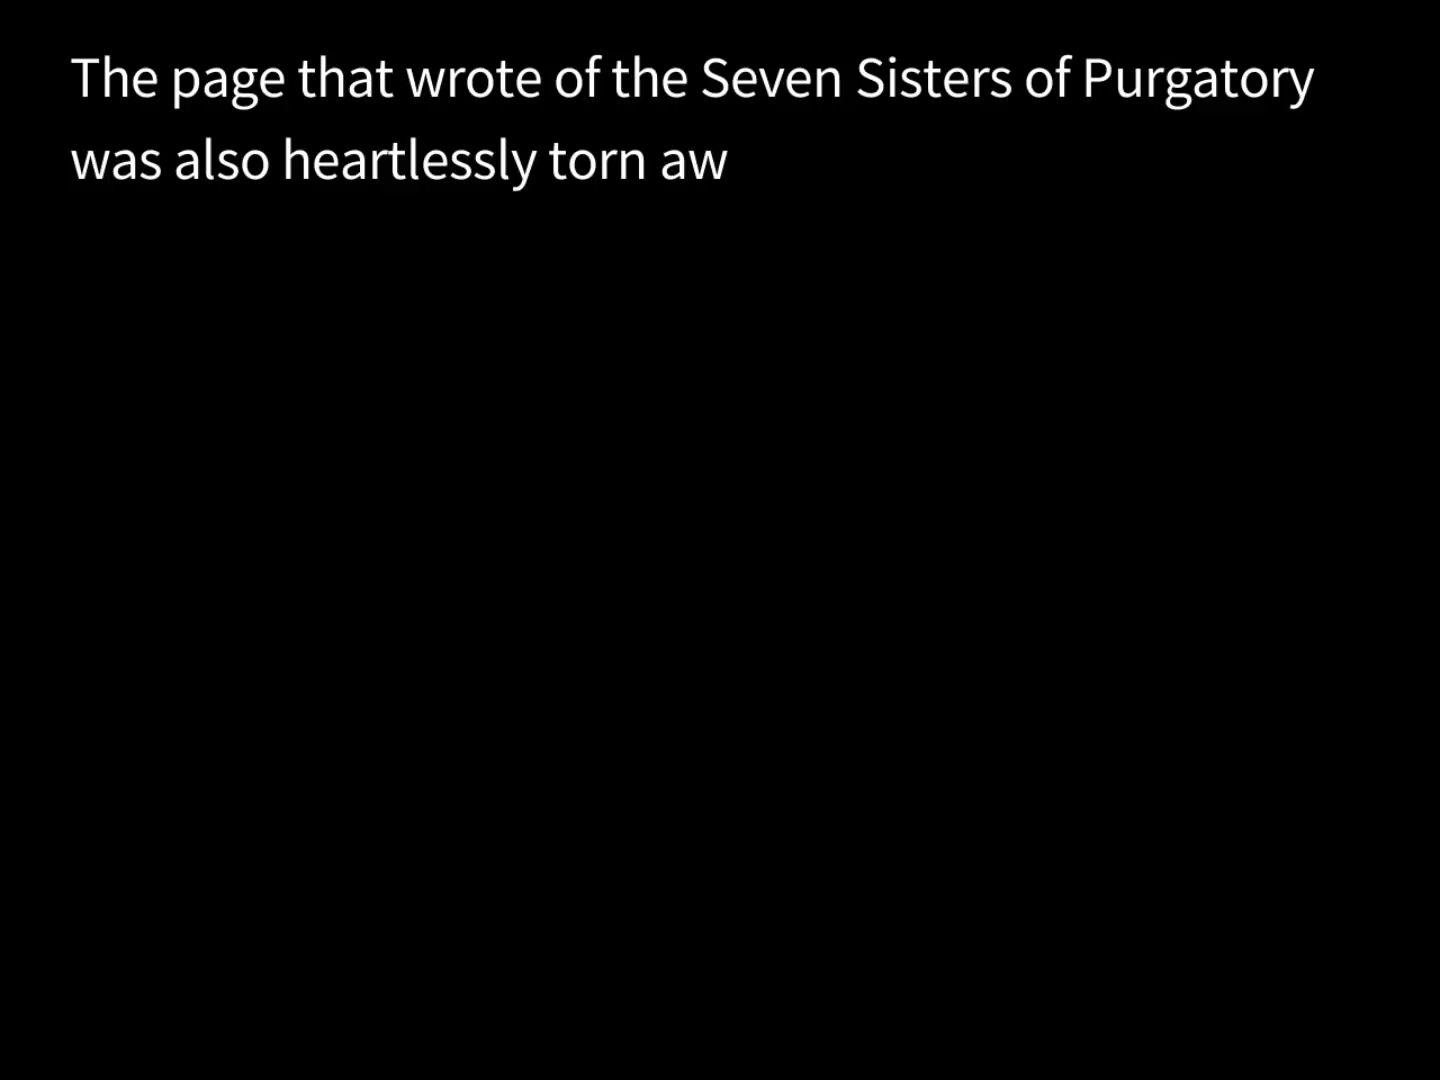 The page that wrote of the Seven Sisters of Purgatory
was also heartlessly torn aw